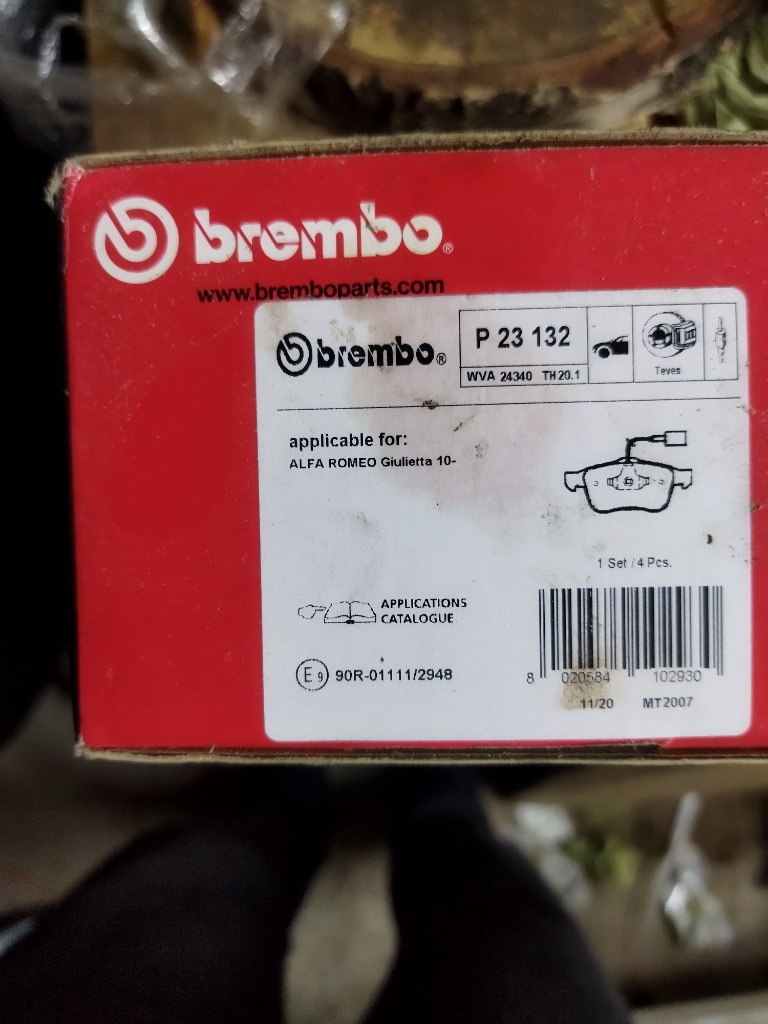 brembo®
www.bremboparts.com
brembo®
P 23 132
WVA 24340 TH 20.1
Teves
applicable for:
ALFA ROMEO Giulietta 10-
1 Set / 4 Pcs.
APPLICATIONS
CATALOGUE
E9 90R-01111/2948
8 020584 102930
11/20 MT2007